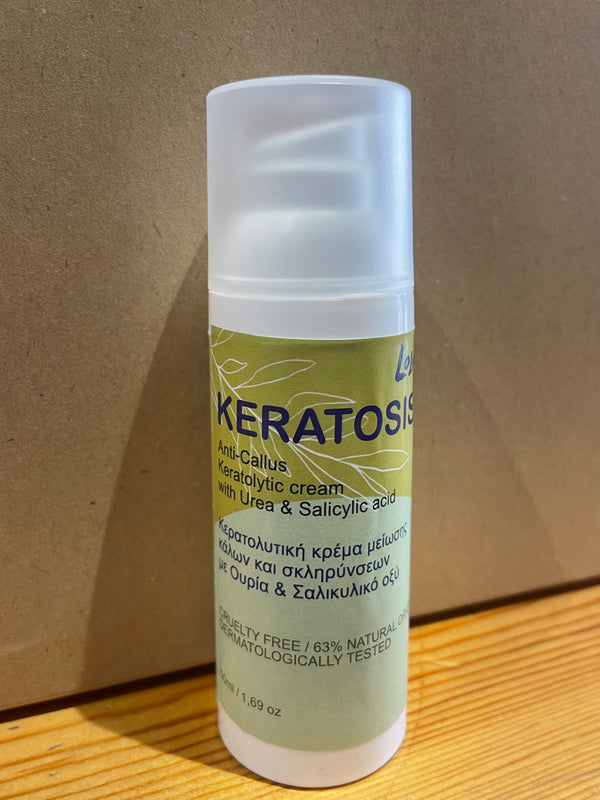 KERATOSIS
Anti-Callus
Keratolytic cream
with Urea & Salicylic acid
Κερατολυτική κρέμα μείωσης
κάλων και σκληρύνσεων
με Ουρία & Σαλικυλικό οξύ
CRUELTY FREE / 63% NATURAL
DERMATOLOGICALLY TESTED
50ml / 1,69 oz